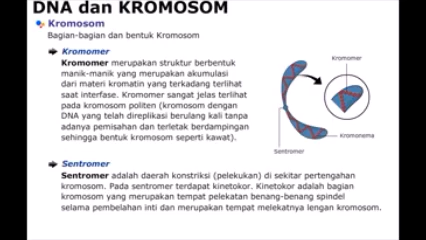 DNA dan KROMOSOM
Kromosom
Bagian-bagian dan bentuk Kromosom
Kromomer
Kromomer merupakan struktur berbentuk
manik-manik yang merupakan akumulasi
dari materi kromatin yang terkadang terlihat
saat interfase. Kromomer sangat jelas terlihat
pada kromosom politen (kromosom dengan
DNA yang telah direplikasi berulang kali tanpa
adanya pemisahan dan terletak berdampingan
sehingga bentuk kromosom seperti kawat).
Kromomer
Kromonema
Sentromer
Sentromer
Sentromer adalah daerah konstriksi (pelekukan) di sekitar pertengahan
kromosom. Pada sentromer terdapat kinetokor. Kinetokor adalah bagian
kromosom yang merupakan tempat pelekatan benang-benang spindel
selama pembelahan inti dan merupakan tempat melekatnya lengan kromosom.